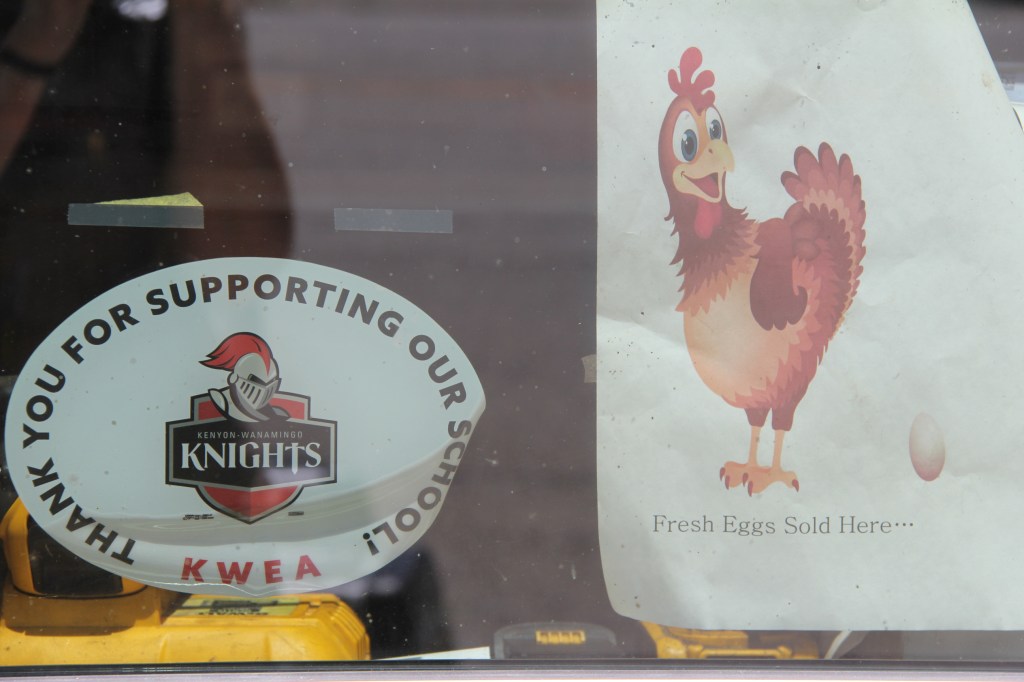 THANK YOU FOR SUPPORTING OUR SCHOOL!
KENYON-WANAMINGO
KNIGHTS
KWEA
Fresh Eggs Sold Here…